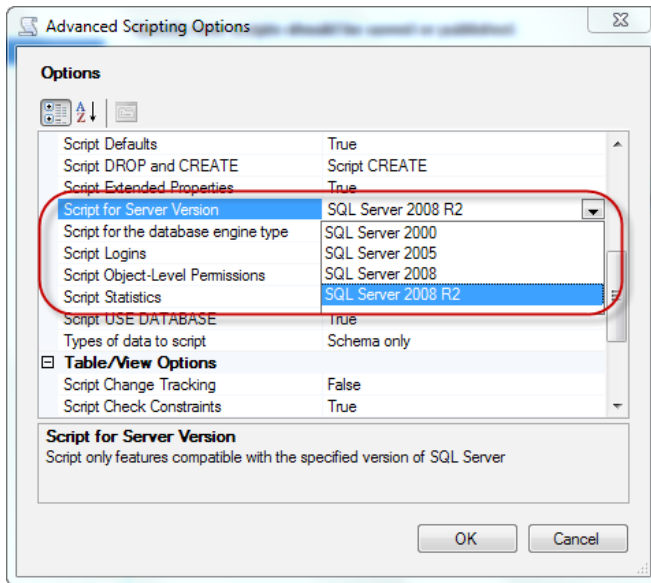 Advanced Scripting Options
Options
Script Defaults True
Script DROP and CREATE Script CREATE
Script Extended Properties True
Script for Server Version SQL Server 2008 R2
Script for the database engine type SQL Server 2000
Script Logins SQL Server 2005
Script Object-Level Permissions SQL Server 2008
Script Statistics SQL Server 2008 R2
Script USE DATABASE True
Types of data to script Schema only
Table/View Options
Script Change Tracking False
Script Check Constraints True
Script for Server Version
Script only features compatible with the specified version of SQL Server
OK Cancel